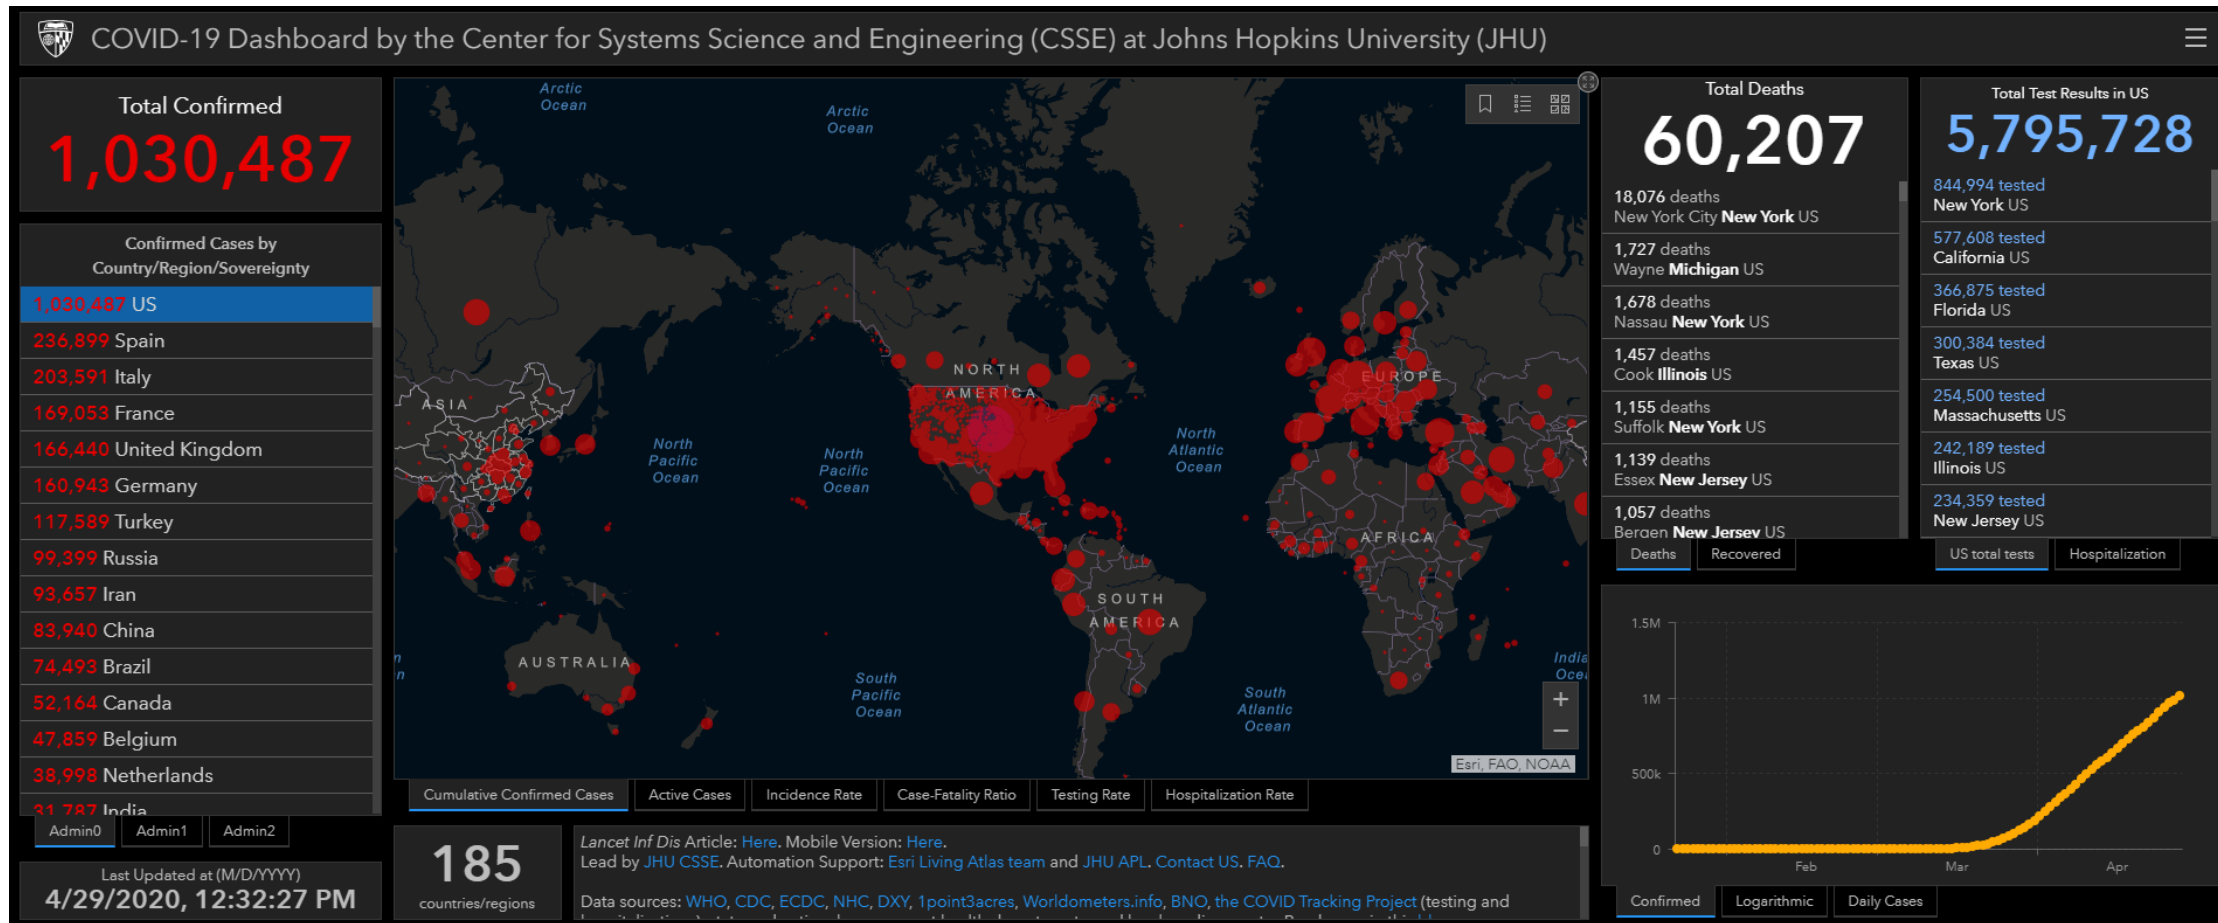 COVID-19 Dashboard by the Center for Systems Science and Engineering (CSSE) at Johns Hopkins University (JHU)
Total Confirmed
1,030,487
Confirmed Cases by
Country/Region/Sovereignty
1,030,487 US
236,899 Spain
203,591 Italy
169,053 France
166,440 United Kingdom
160,943 Germany
117,589 Turkey
99,399 Russia
93,657 Iran
83,940 China
74,493 Brazil
52,164 Canada
47,859 Belgium
38,998 Netherlands
31,787 India
Admin0
Admin1
Admin2
Last Updated at (M/D/YYYY)
4/29/2020, 12:32:27 PM
Arctic
Ocean
Arctic
Ocean
NORTH
AMERICA
EUROPE
ASIA
North
Pacific
Ocean
North
Pacific
Ocean
North
Atlantic
Ocean
AFRICA
SOUTH
AMERICA
AUSTRALIA
South
Pacific
Ocean
South
Atlantic
Ocean
Esri, FAO, NOAA
Cumulative Confirmed Cases
Active Cases
Incidence Rate
Case-Fatality Ratio
Testing Rate
Hospitalization Rate
185
countries/regions
Lancet Inf Dis Article: Here. Mobile Version: Here.
Lead by JHU CSSE. Automation Support: Esri Living Atlas team and JHU APL. Contact US. FAQ.
Data sources: WHO, CDC, ECDC, NHC, DXY, 1point3acres, Worldometers.info, BNO, the COVID Tracking Project (testing and
Total Deaths
60,207
18,076 deaths
New York City New York US
1,727 deaths
Wayne Michigan US
1,678 deaths
Nassau New York US
1,457 deaths
Cook Illinois US
1,155 deaths
Suffolk New York US
1,139 deaths
Essex New Jersey US
1,057 deaths
Bergen New Jersey US
Deaths
Recovered
Total Test Results in US
5,795,728
844,994 tested
New York US
577,608 tested
California US
366,875 tested
Florida US
300,384 tested
Texas US
254,500 tested
Massachusetts US
242,189 tested
Illinois US
234,359 tested
New Jersey US
US total tests
Hospitalization
1.5M
1M
500k
0
Feb
Mar
Apr
Confirmed
Logarithmic
Daily Cases